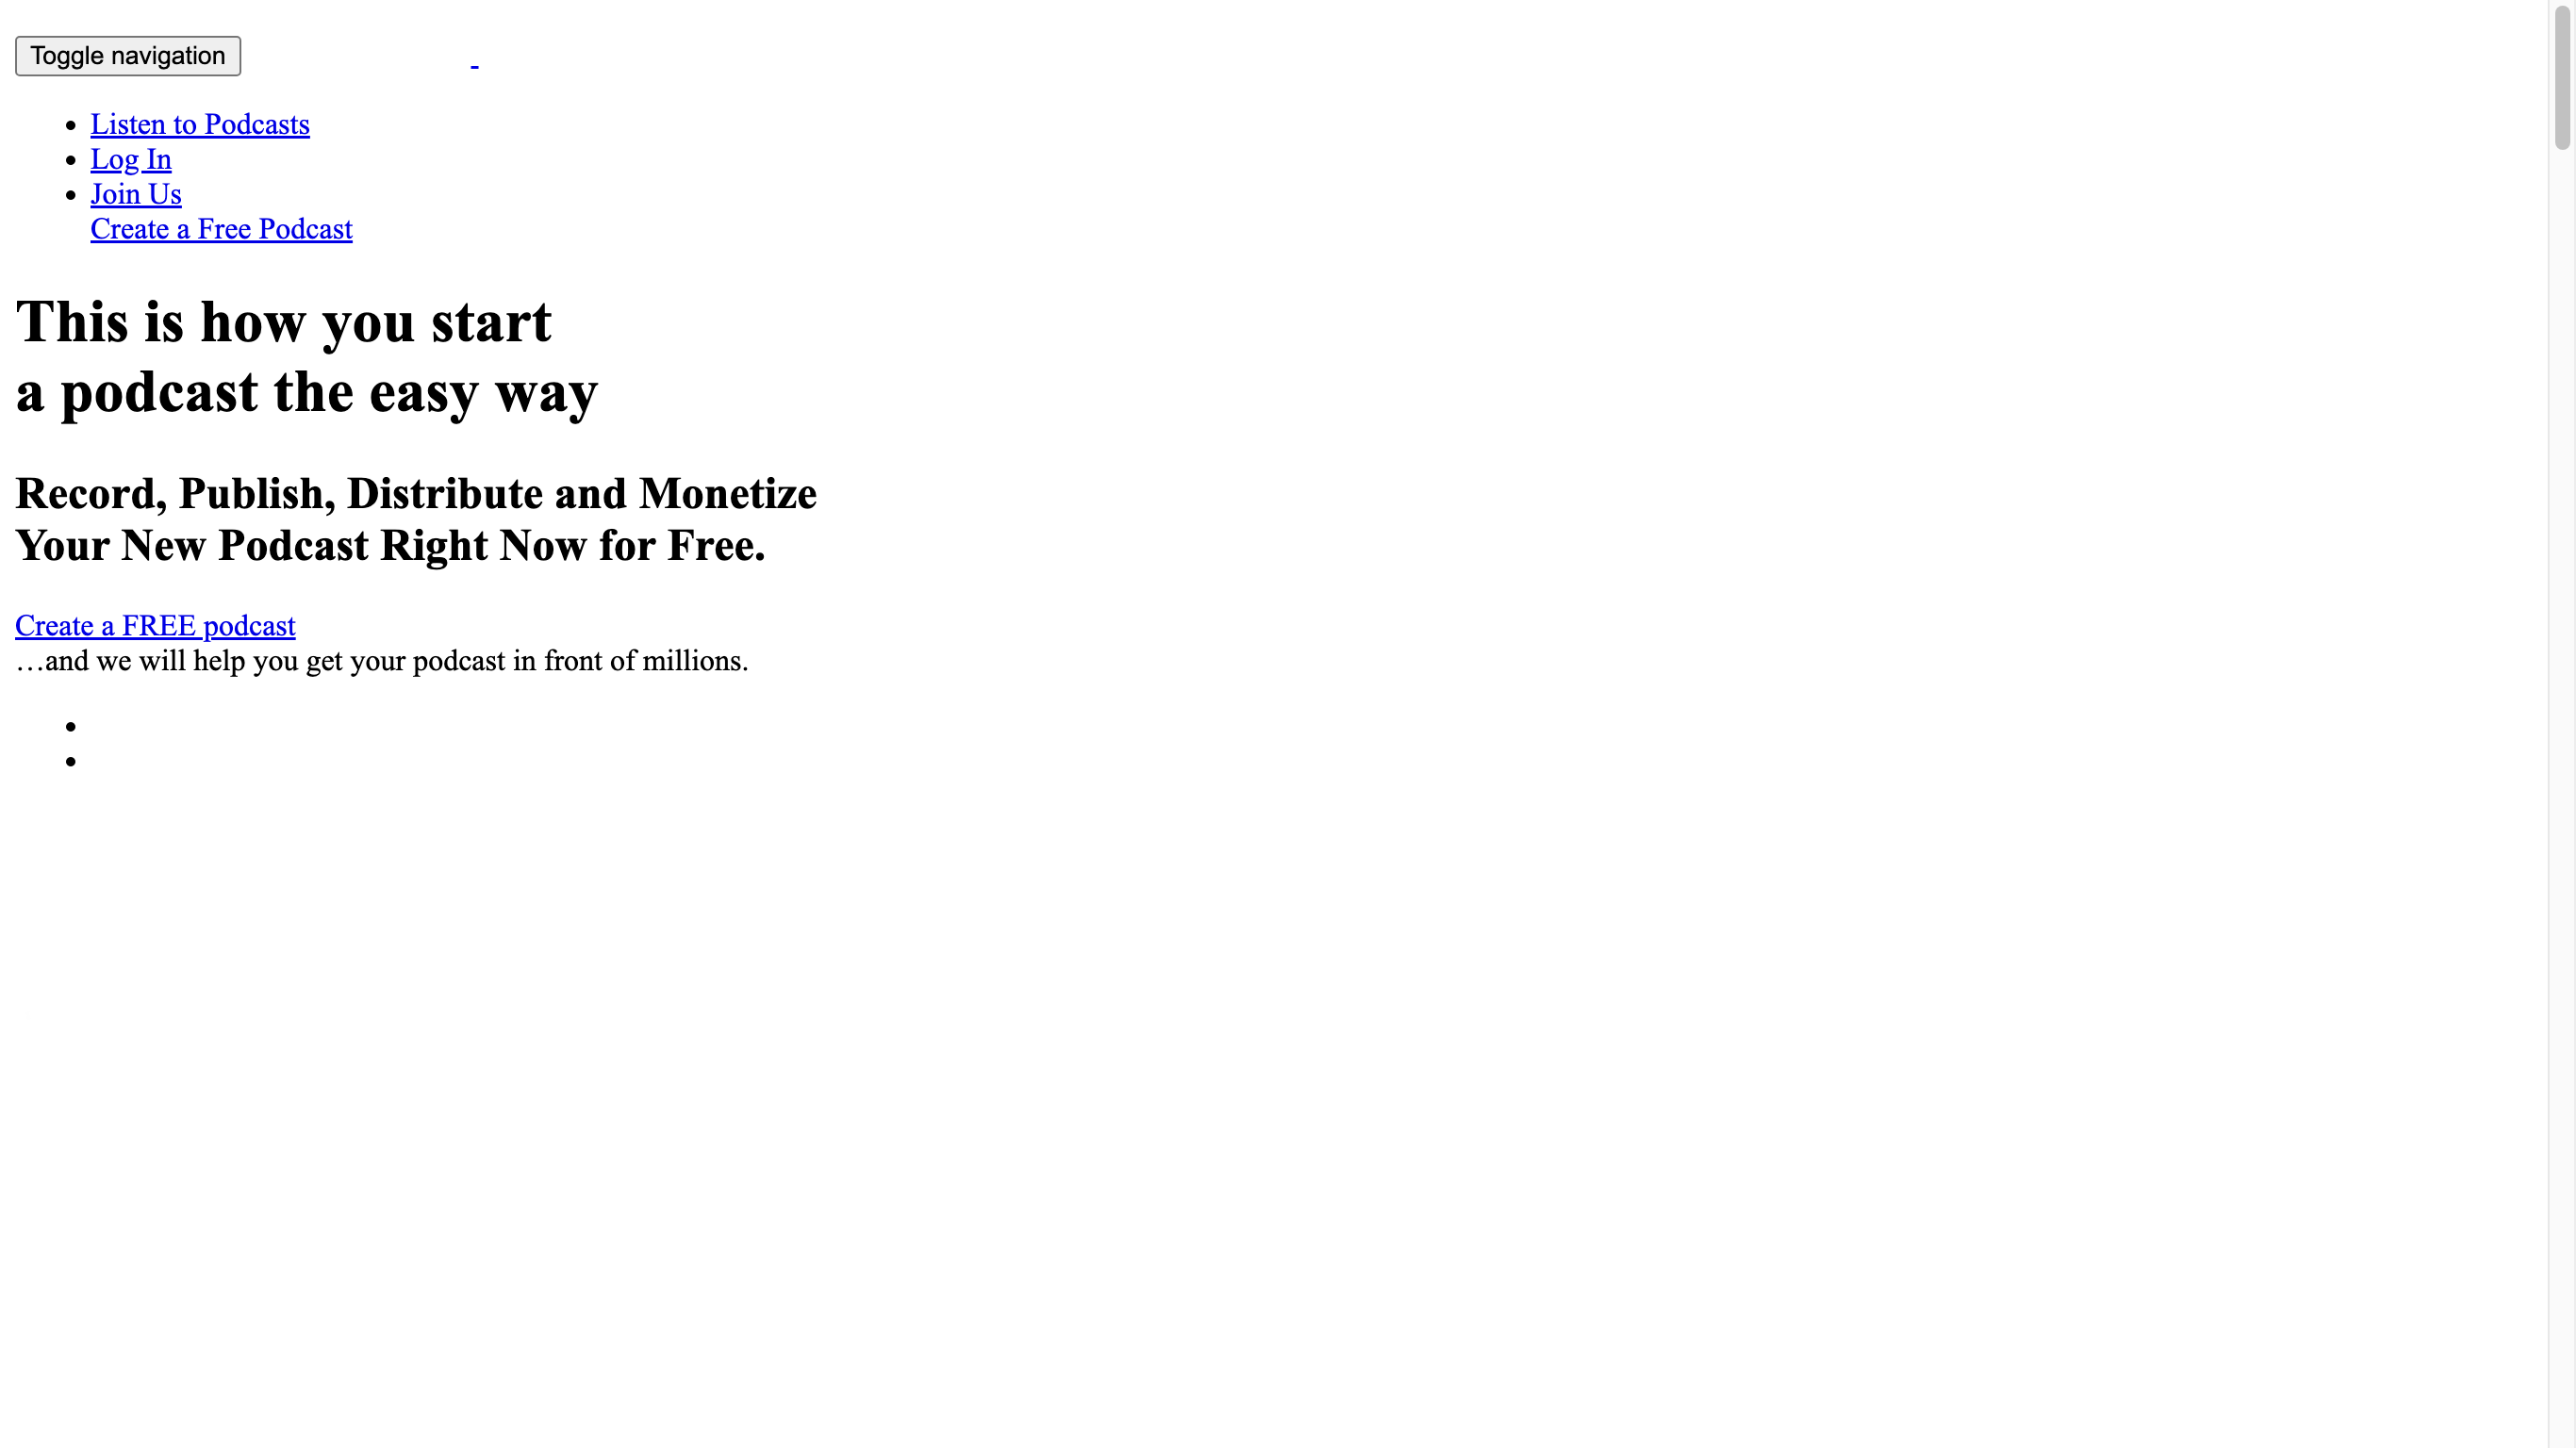 Toggle navigation
Listen to Podcasts
Log In
Join Us
Create a Free Podcast
This is how you start
a podcast the easy way
Record, Publish, Distribute and Monetize
Your New Podcast Right Now for Free.
Create a FREE podcast
…and we will help you get your podcast in front of millions.